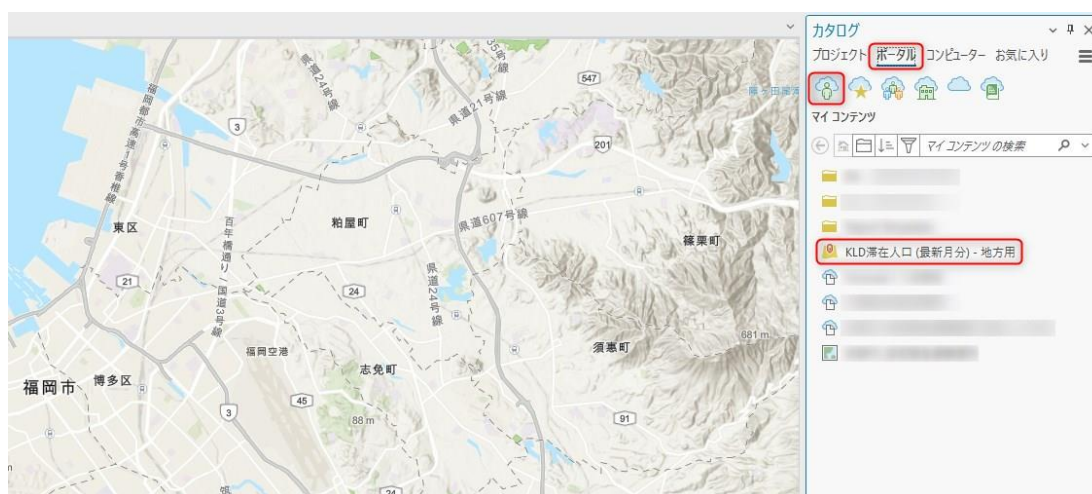 カタログ
プロジェクト ポータル コンピューター お気に入り
マイ コンテンツ
マイ コンテンツ の検索
KLD滞在人口 (最新月分) - 地方用
福岡都市高速1号香椎線
県道24号線
県道21号線
547
3
201
東区
百年橋通り / 国道3号線
粕屋町
県道607号線
篠栗町
21
24
県道24号線
681 m
福岡空港
須惠町
志免町
福岡市
博多区
45
3
88 m
91
24